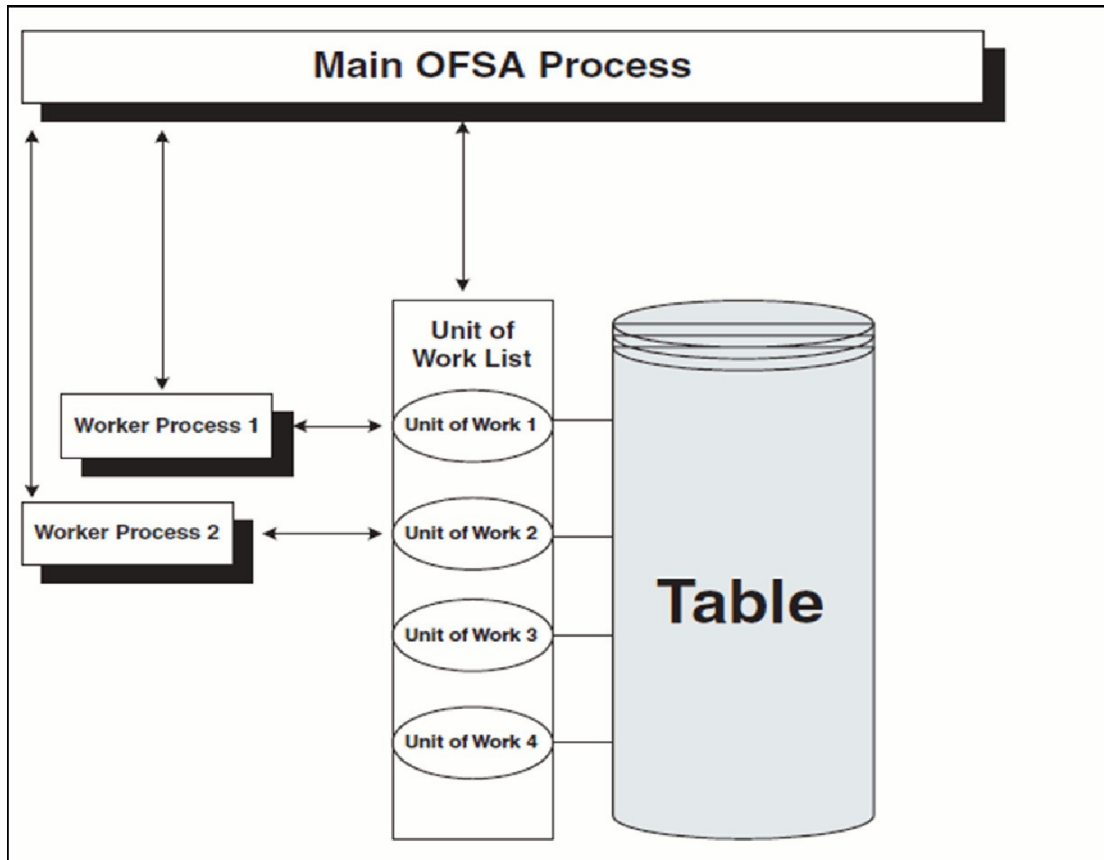 Main OFSA Process
Unit of
Work List
Worker Process 1
Unit of Work 1
Worker Process 2
Unit of Work 2
Unit of Work 3
Unit of Work 4
Table